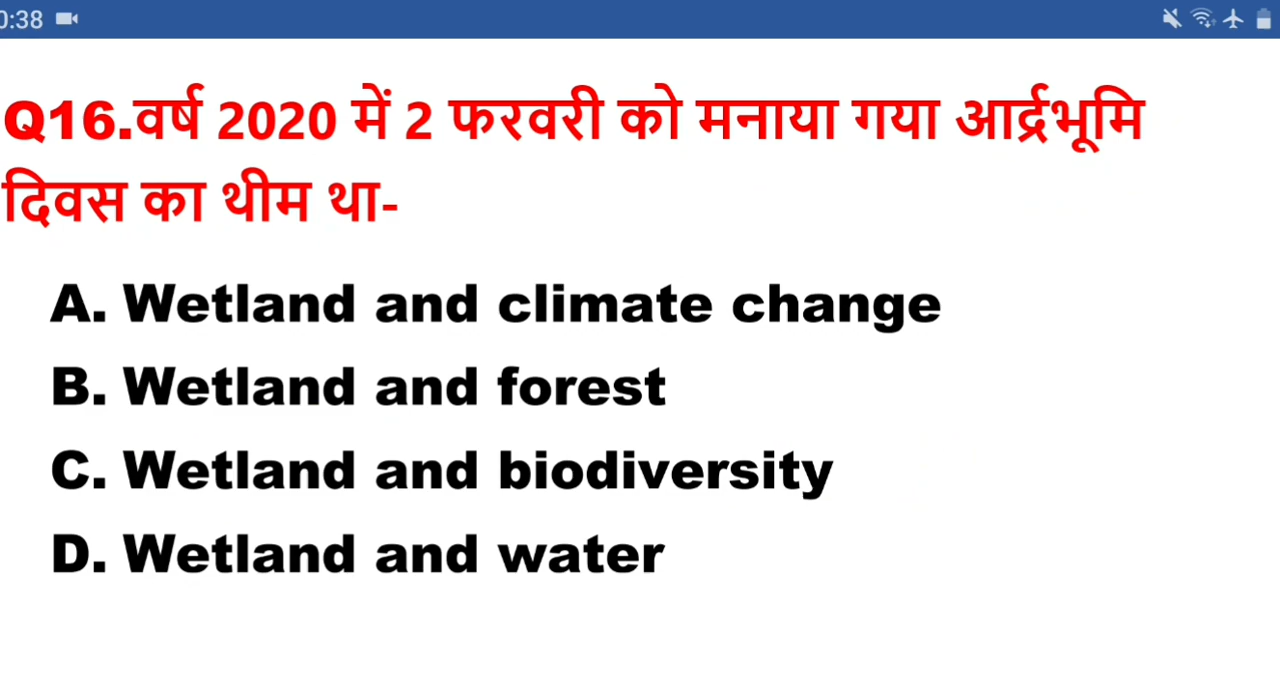 0:38
Q16.वर्ष 2020 में 2 फरवरी को मनाया गया आर्द्रभूमि
दिवस का थीम था-
A. Wetland and climate change
B. Wetland and forest
C. Wetland and biodiversity
D. Wetland and water